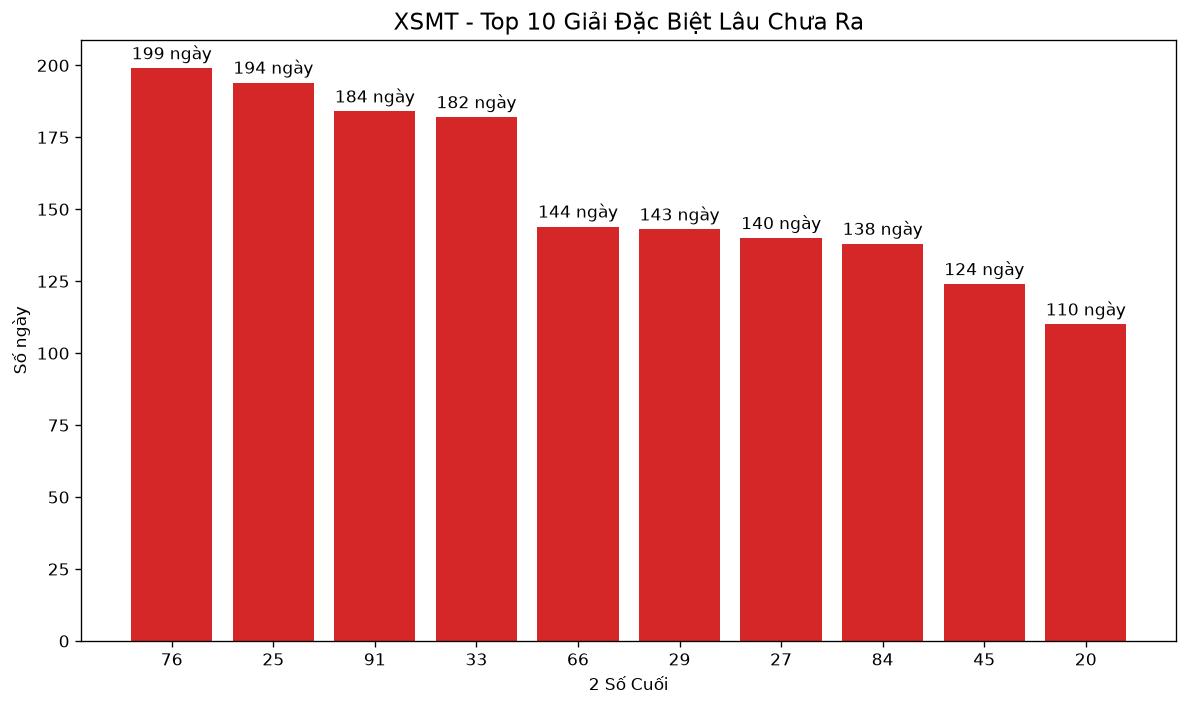 XSMT - Top 10 Giải Đặc Biệt Lâu Chưa Ra
199 ngày
194 ngày
184 ngày
182 ngày
144 ngày
143 ngày
140 ngày
138 ngày
124 ngày
110 ngày
Số ngày
200
175
150
125
100
75
50
25
0
76 25 91 33 66 29 27 84 45 20
2 Số Cuối